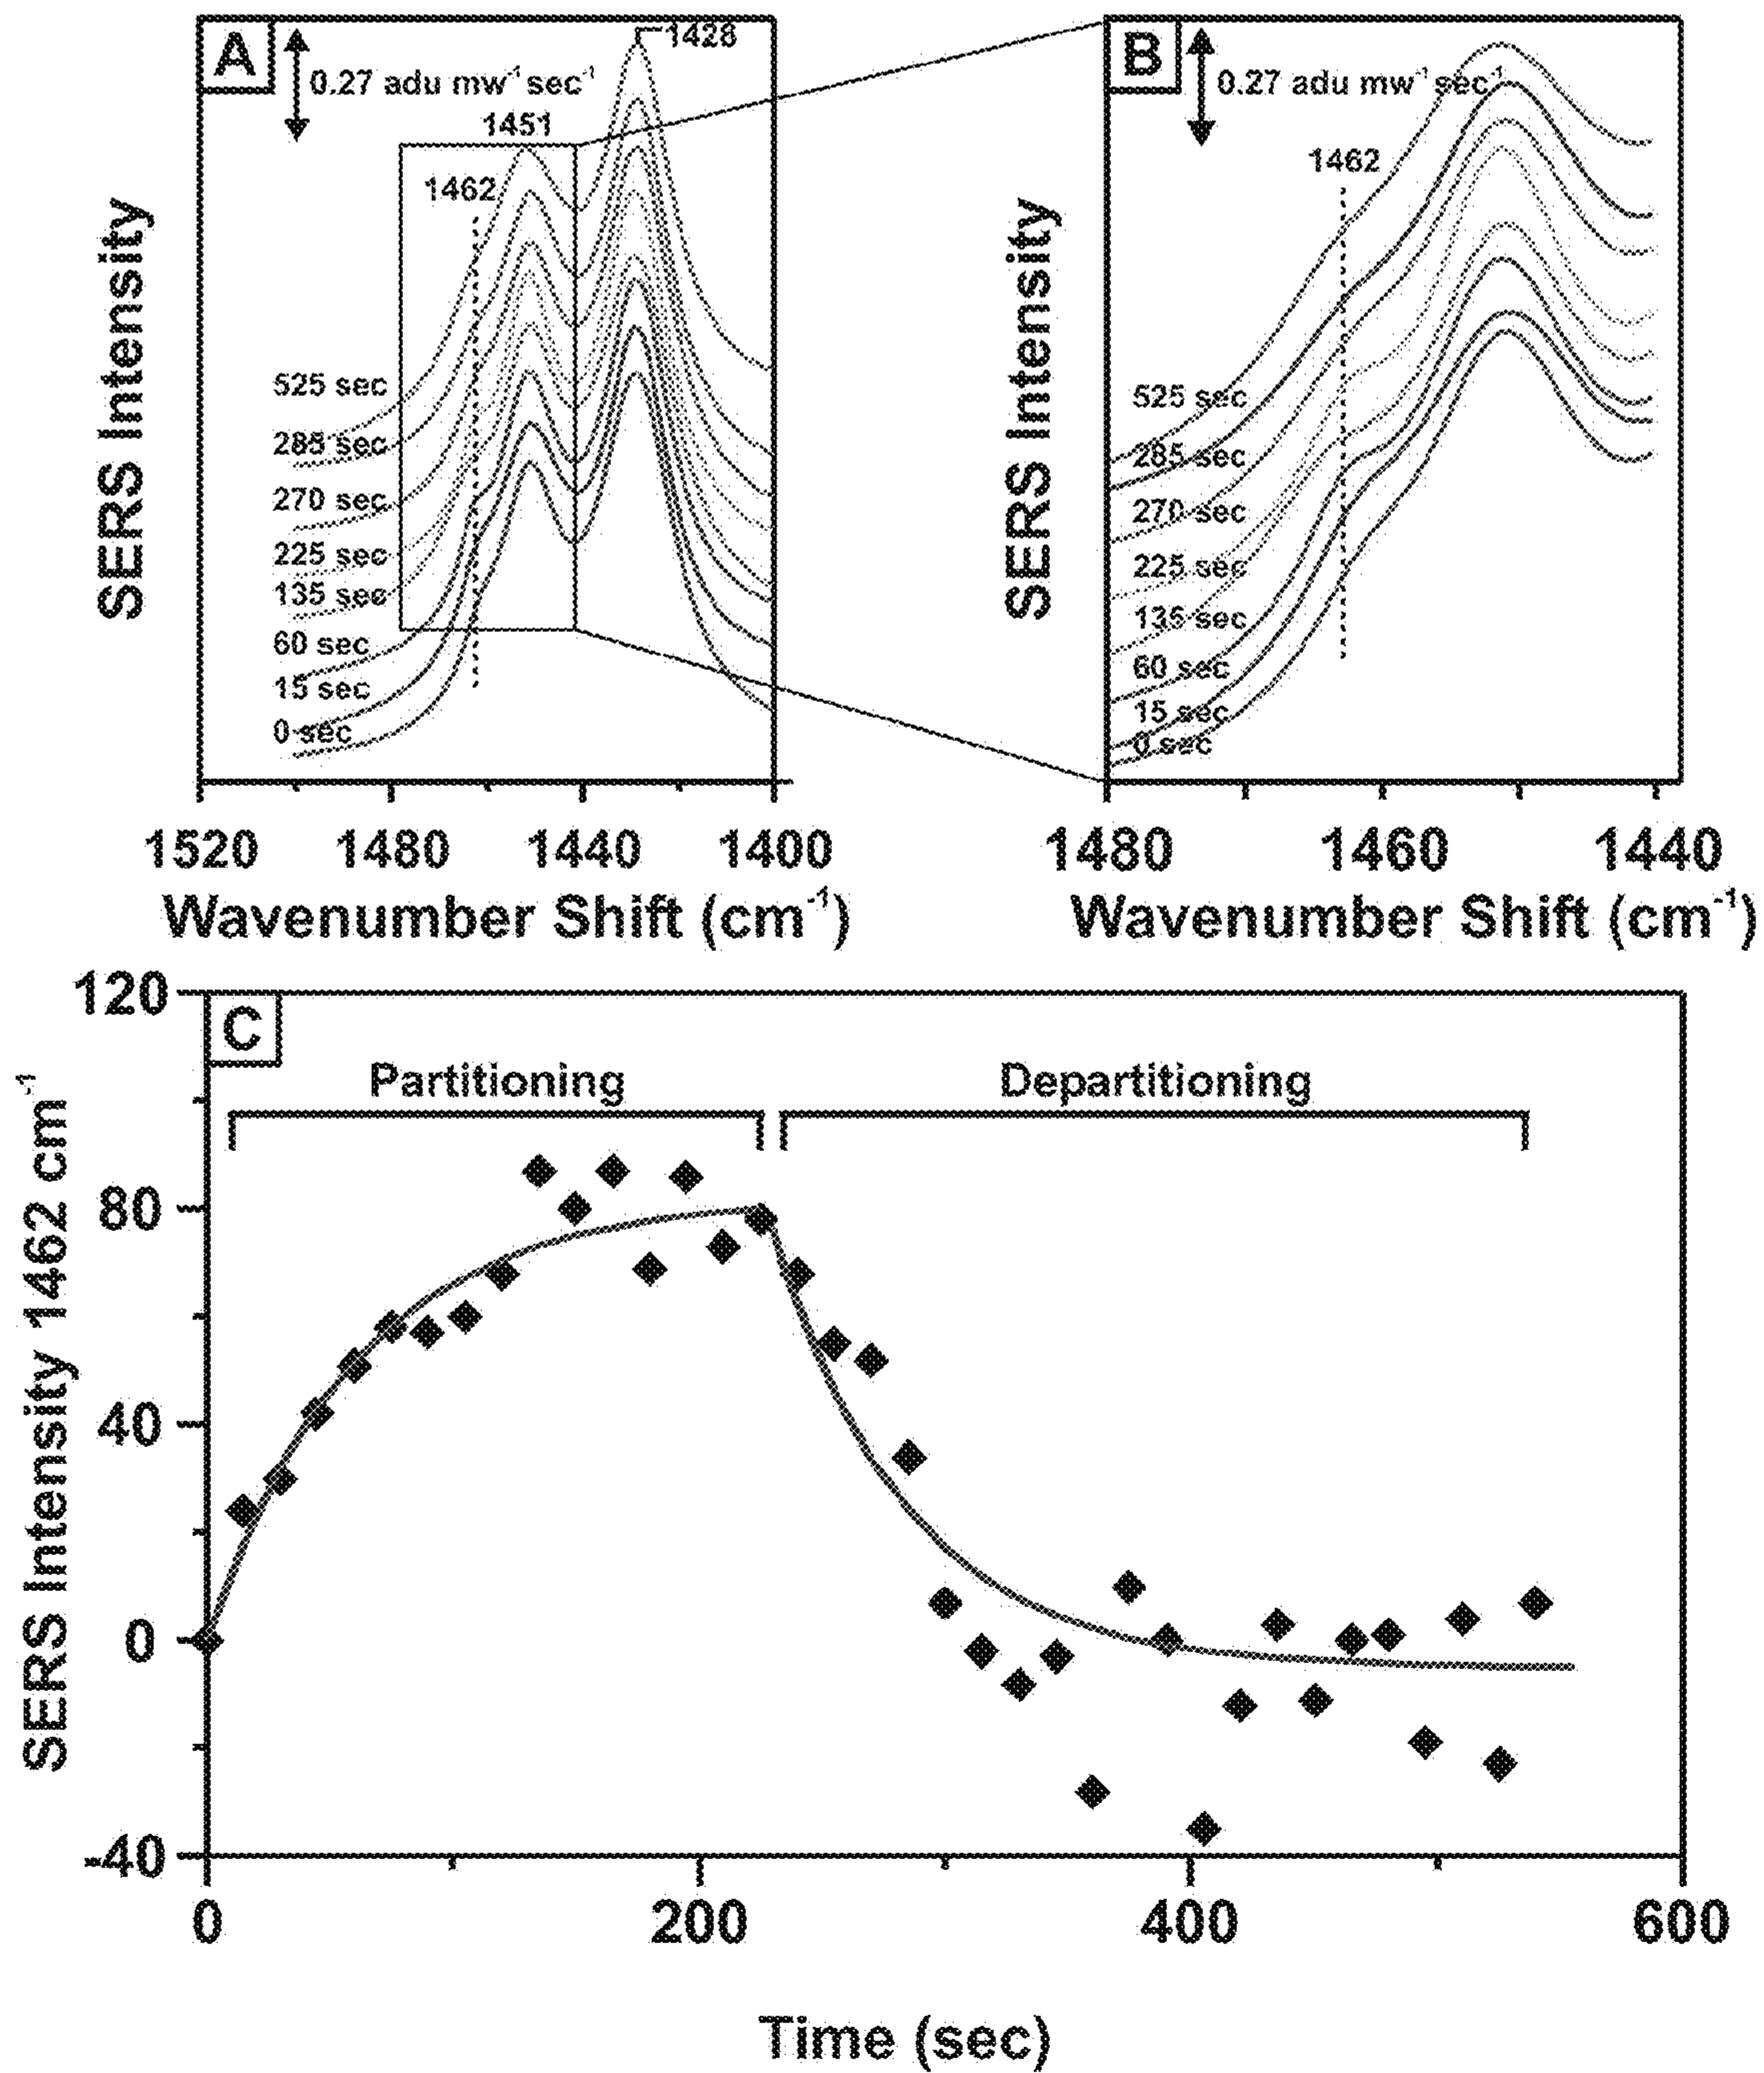 A
0.27 adu mw⁻¹ sec⁻¹
1428
1451
1462
525 sec
285 sec
270 sec
225 sec
135 sec
60 sec
15 sec
0 sec
SERS Intensity
1520 1480 1440 1400
Wavenumber Shift (cm⁻¹)
B
0.27 adu mw⁻¹ sec⁻¹
1462
525 sec
285 sec
270 sec
225 sec
135 sec
60 sec
15 sec
0 sec
SERS Intensity
1480 1460 1440
Wavenumber Shift (cm⁻¹)
C
Partitioning
Departitioning
120
80
40
0
-40
SERS Intensity 1462 cm⁻¹
0 200 400 600
Time (sec)